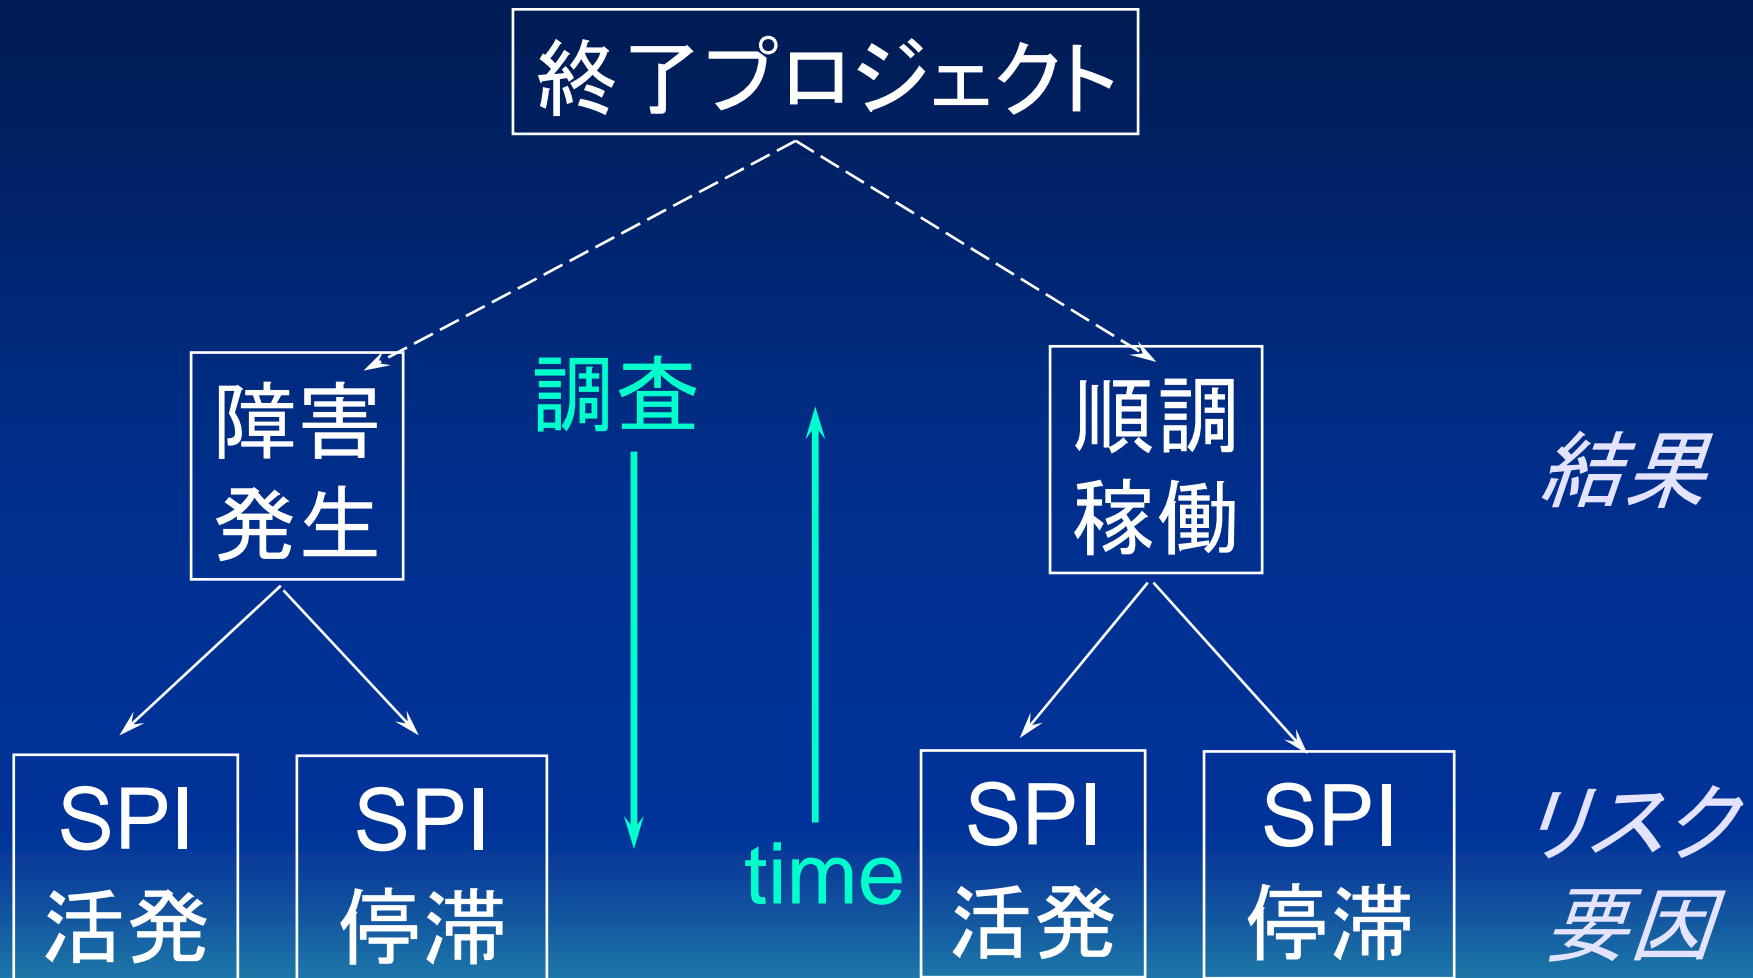 終了プロジェクト
障害
発生
調査
順調
稼働
結果
SPI
活発
SPI
停滞
time
SPI
活発
SPI
停滞
リスク
要因